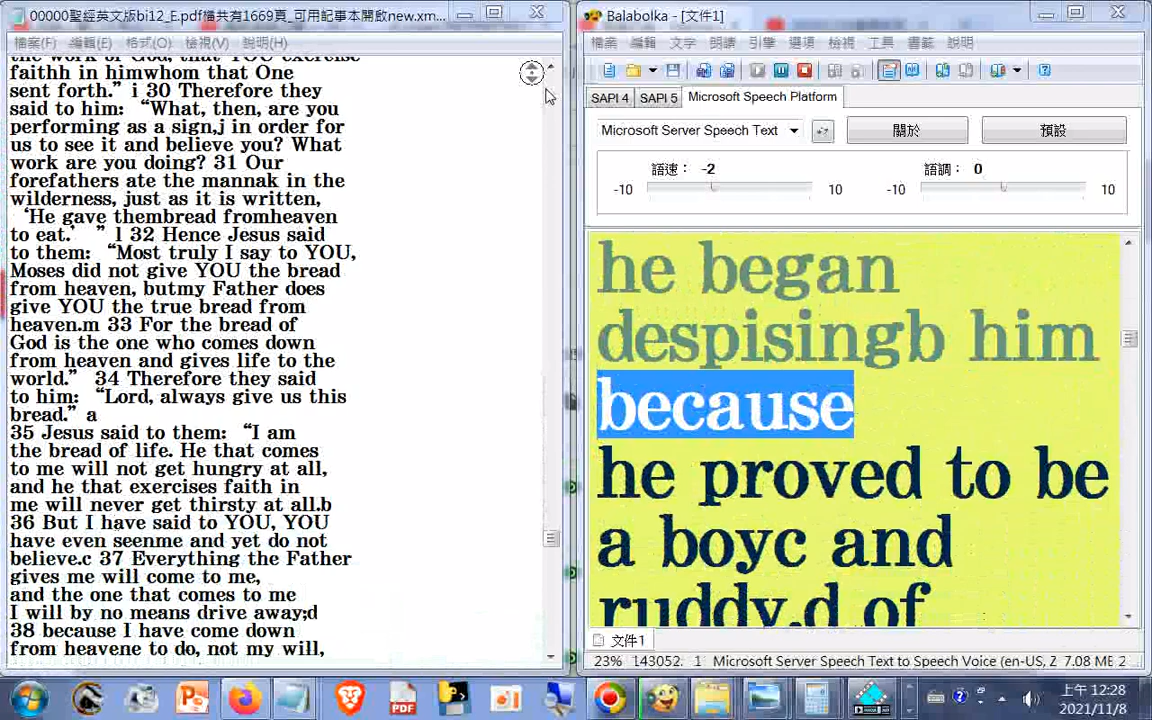 00000聖經英文版bi12_E.pdf檔共有1669頁_可用記事本開啟new.xm...
檔案(F) 編輯(E) 格式(O) 檢視(V) 說明(H)
the work of God, that YOU exercise
faithh in himwhom that One
sent forth.” i 30 Therefore they
said to him: “What, then, are you
performing as a sign,j in order for
us to see it and believe you? What
work are you doing? 31 Our
forefathers ate the mannak in the
wilderness, just as it is written,
‘He gave thembread fromheaven
to eat.’ ” l 32 Hence Jesus said
to them: “Most truly I say to YOU,
Moses did not give YOU the bread
from heaven, butmy Father does
give YOU the true bread from
heaven.m 33 For the bread of
God is the one who comes down
from heaven and gives life to the
world.” 34 Therefore they said
to him: “Lord, always give us this
bread.” a
35 Jesus said to them: “I am
the bread of life. He that comes
to me will not get hungry at all,
and he that exercises faith in
me will never get thirsty at all.b
36 But I have said to YOU, YOU
have even seenme and yet do not
believe.c 37 Everything the Father
gives me will come to me,
and the one that comes to me
I will by no means drive away;d
38 because I have come down
from heavene to do, not my will,
Balabolka - [文件1]
檔案 編輯 文字 朗讀 引擎 選項 檢視 工具 書籤 說明
SAPI 4 SAPI 5 Microsoft Speech Platform
Microsoft Server Speech Text 關於 預設
語速： -2 語調： 0
-10 10 -10 10
he began
despisingb him
because
he proved to be
a boyc and
ruddy,d of
文件1
23% 143052. 1 Microsoft Server Speech Text to Speech Voice (en-US, Z 7.08 ME 2
PDF
上午 12:28
2021/11/8